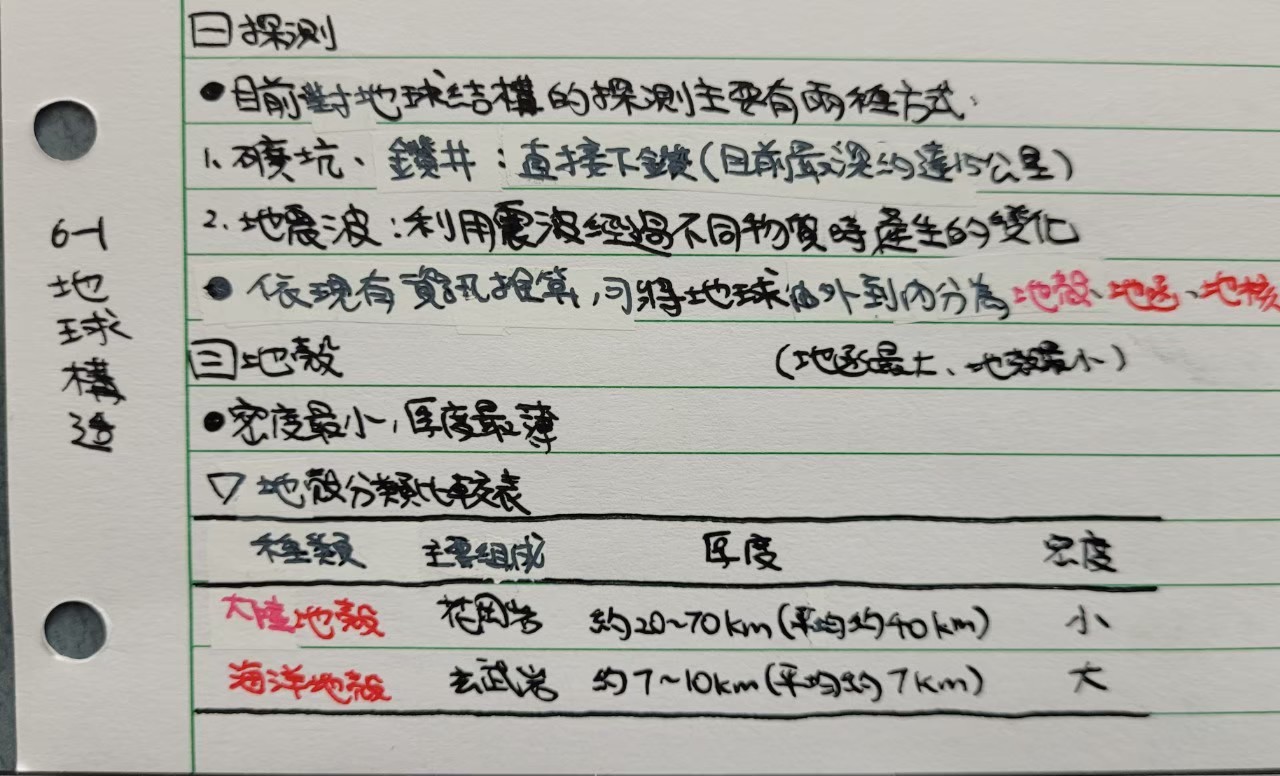 6-1 地球構造
㊀探測
●目前對地球結構的探測主要有兩種方式:
1. 礦坑、鑽井:直接下鑽(目前最深約達15公里)
2. 地震波:利用震波經過不同物質時產生的變化
●依現有資訊推算,可將地球由外到內分為地殼、地函、地核
(地函最大、地殼最小)
㊂地殼
●密度最小,厚度最薄
▽地殼分類比較表
種類 主要組成 厚度 密度
大陸地殼 花岡岩 約20~70km(平均約40km) 小
海洋地殼 玄武岩 約7~10km(平均約7km) 大